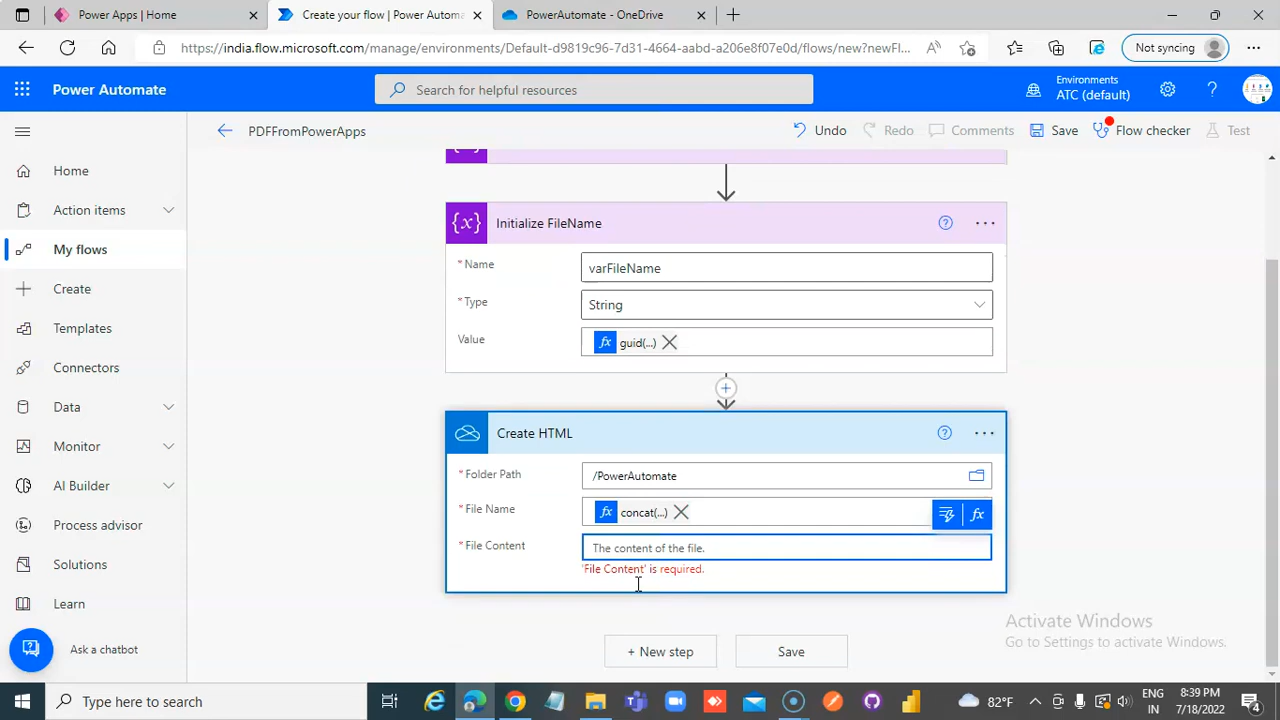 Power Apps | Home
Create your flow | Power Automa
PowerAutomate - OneDrive
https://india.flow.microsoft.com/manage/environments/Default-d9819c96-7d31-4664-aabd-a206e8f07e0d/flows/new?newFl...
Not syncing
Power Automate
Search for helpful resources
Environments
ATC (default)
PDFFromPowerApps
Undo
Redo
Comments
Save
Flow checker
Test
Home
Action items
My flows
Create
Templates
Connectors
Data
Monitor
AI Builder
Process advisor
Solutions
Learn
Ask a chatbot
{x} Initialize FileName
* Name
varFileName
* Type
String
Value
fx guid(...)
Create HTML
* Folder Path
/PowerAutomate
* File Name
fx concat(...)
fx
* File Content
The content of the file.
'File Content' is required.
+ New step
Save
Activate Windows
Go to Settings to activate Windows.
Type here to search
82°F
ENG
IN
8:39 PM
7/18/2022